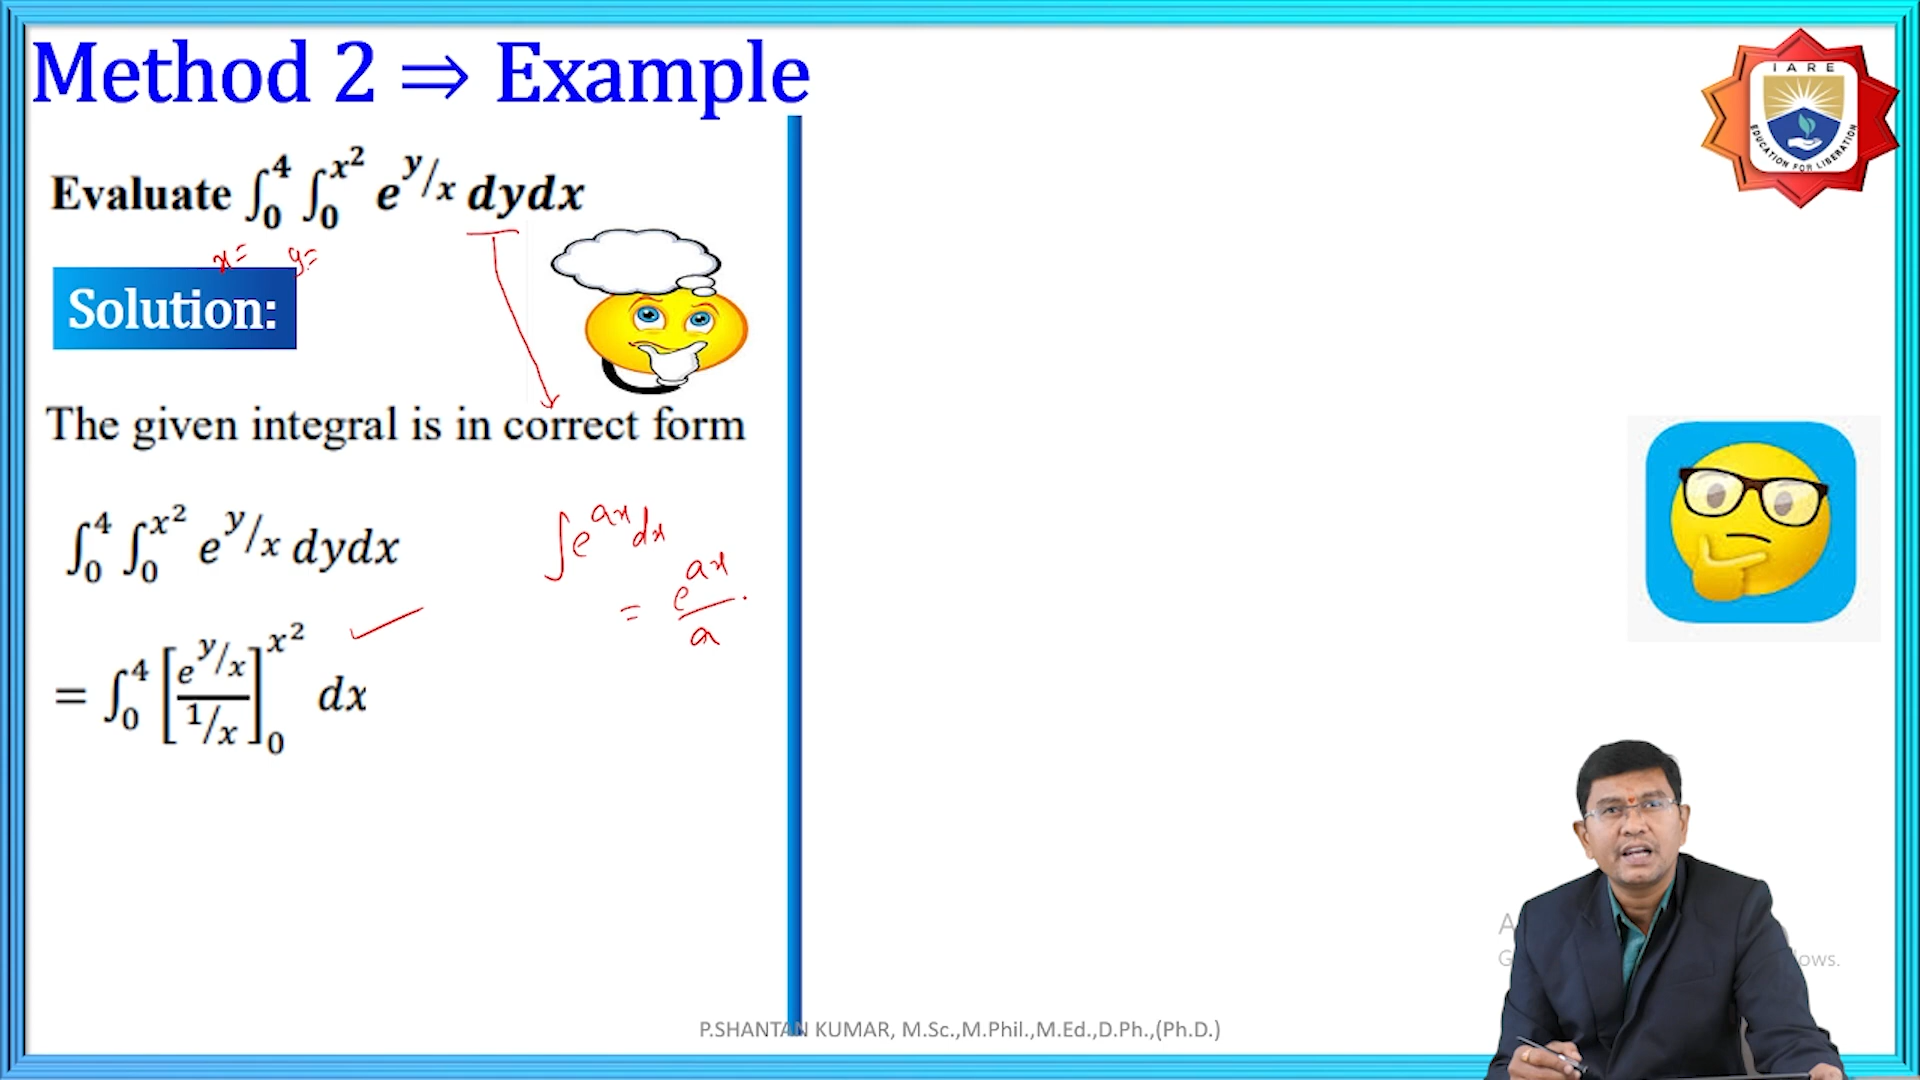 Method 2 ⇒ Example
Evaluate ∫₀⁴ ∫₀^{x²} e^{y/x} dydx
x= y=
Solution:
The given integral is in correct form
∫₀⁴ ∫₀^{x²} e^{y/x} dydx
∫e^{ax} dx
= e^{ax}/a
= ∫₀⁴ [e^{y/x} / 1/x]₀^{x²} dx
IARE
EDUCATION FOR LIBERATION
P.SHANTAN KUMAR, M.Sc.,M.Phil.,M.Ed.,D.Ph.,(Ph.D.)